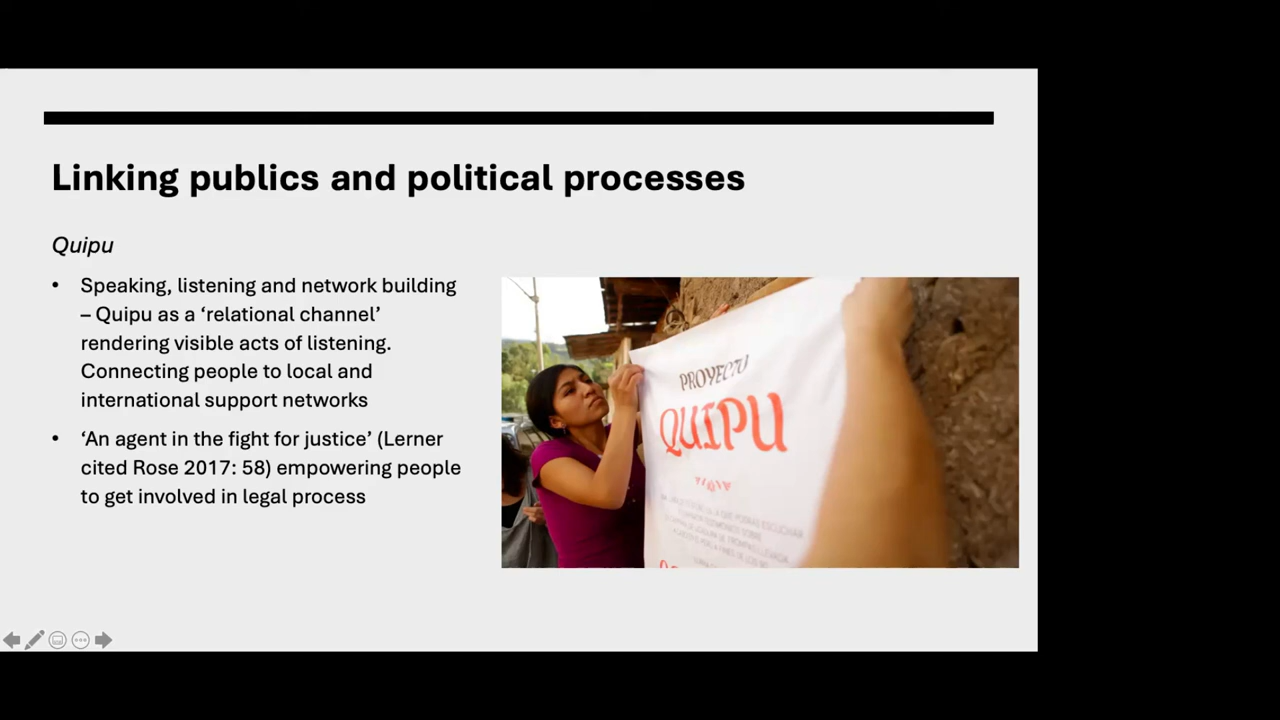 Linking publics and political processes
Quipu
• Speaking, listening and network building
– Quipu as a ‘relational channel’
rendering visible acts of listening.
Connecting people to local and
international support networks
• ‘An agent in the fight for justice’ (Lerner
cited Rose 2017: 58) empowering people
to get involved in legal process
PROYECTO
QUIPU